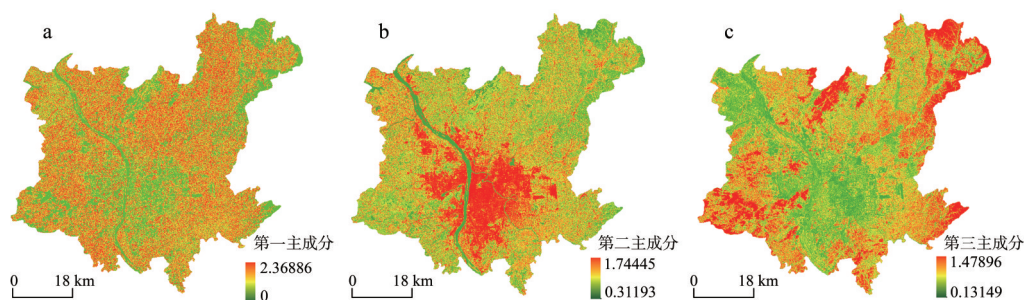 a
第一主成分
2.36886
0
0 18 km
b
第二主成分
1.74445
0.31193
0 18 km
c
第三主成分
1.47896
0.13149
0 18 km